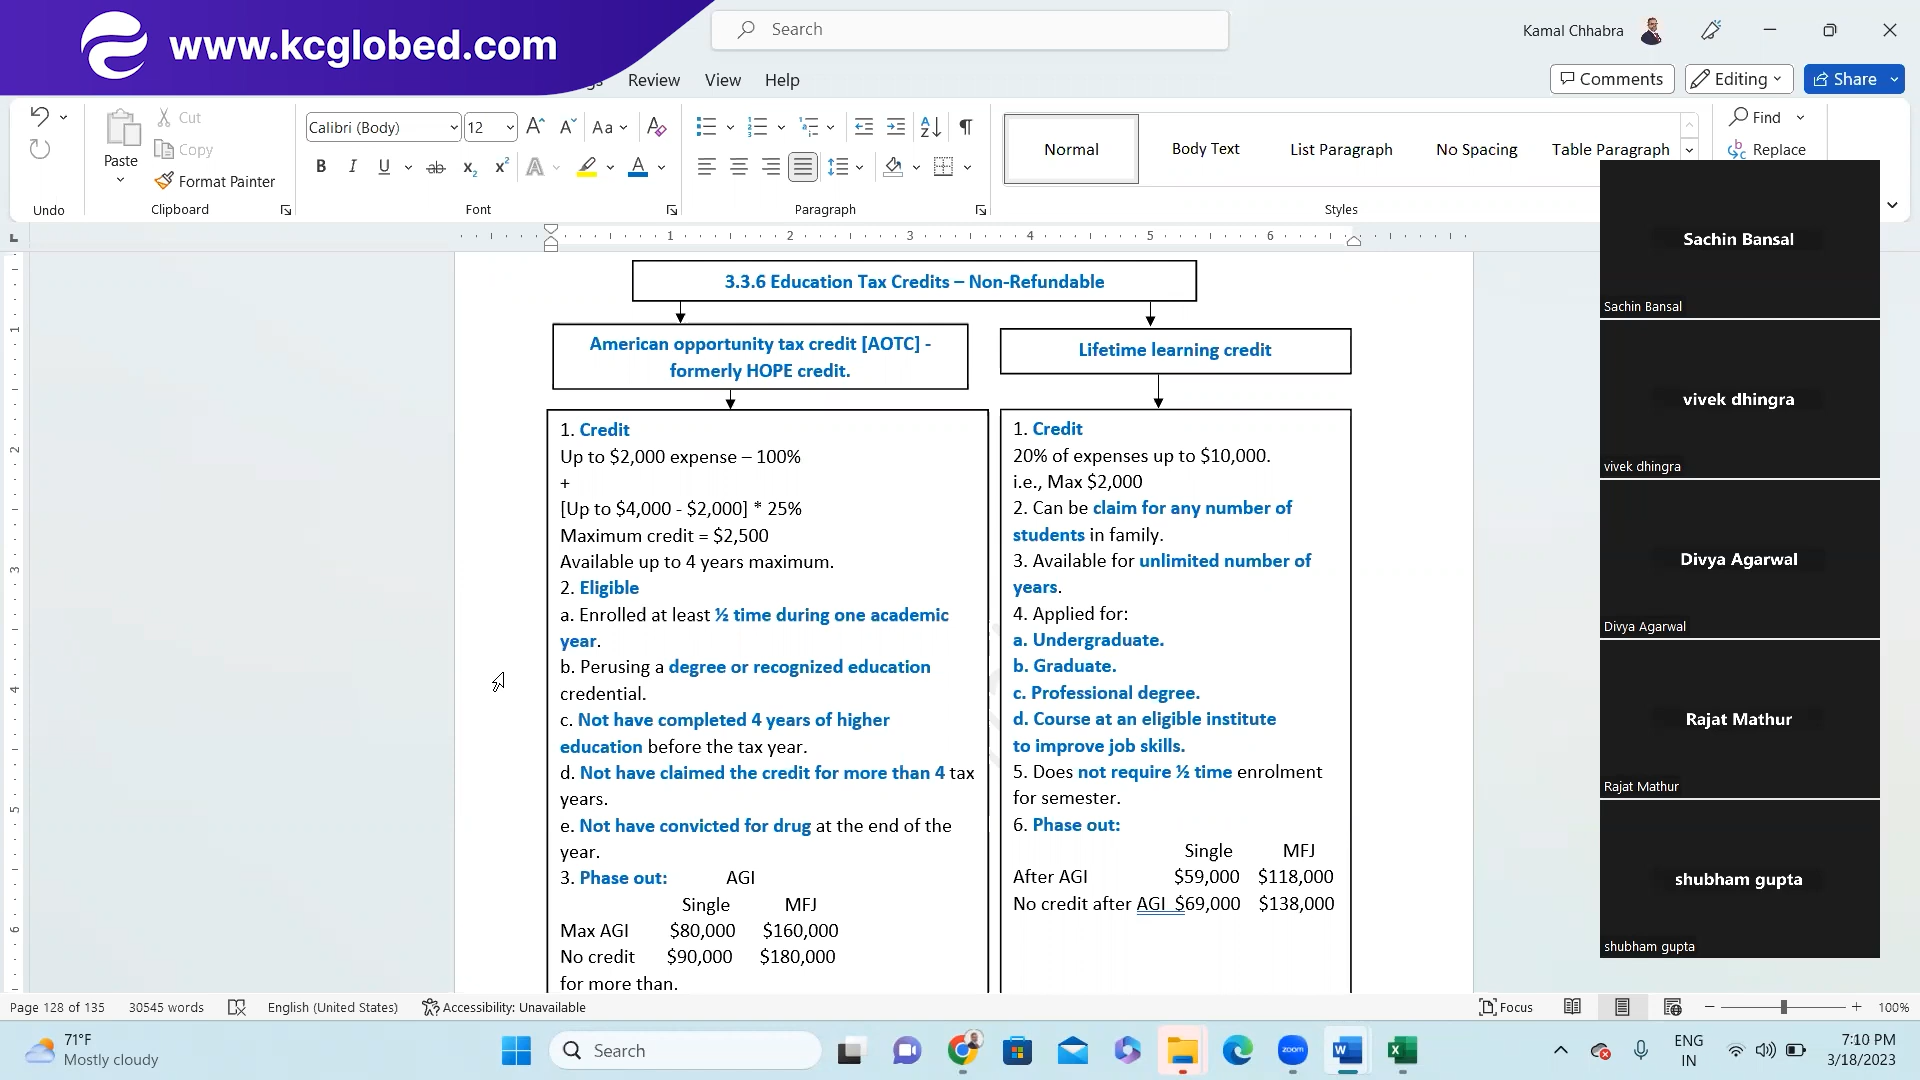 www.kcglobed.com
Search
Kamal Chhabra
Review
View
Help
Comments
Editing
Share
Paste
Cut
Copy
Format Painter
Calibri (Body)
12
Normal
Body Text
List Paragraph
No Spacing
Table Paragraph
Find
Replace
Undo
Clipboard
Font
Paragraph
Styles
1 2 3 4 5 6
3.3.6 Education Tax Credits – Non-Refundable
American opportunity tax credit [AOTC] -
formerly HOPE credit.
1. Credit
Up to $2,000 expense – 100%
+
[Up to $4,000 - $2,000] * 25%
Maximum credit = $2,500
Available up to 4 years maximum.
2. Eligible
a. Enrolled at least ½ time during one academic
year.
b. Perusing a degree or recognized education
credential.
c. Not have completed 4 years of higher
education before the tax year.
d. Not have claimed the credit for more than 4 tax
years.
e. Not have convicted for drug at the end of the
year.
3. Phase out: AGI
Single MFJ
Max AGI $80,000 $160,000
No credit $90,000 $180,000
for more than.
Lifetime learning credit
1. Credit
20% of expenses up to $10,000.
i.e., Max $2,000
2. Can be claim for any number of
students in family.
3. Available for unlimited number of
years.
4. Applied for:
a. Undergraduate.
b. Graduate.
c. Professional degree.
d. Course at an eligible institute
to improve job skills.
5. Does not require ½ time enrolment
for semester.
6. Phase out:
Single MFJ
After AGI $59,000 $118,000
No credit after AGI $69,000 $138,000
Sachin Bansal
Sachin Bansal
vivek dhingra
vivek dhingra
Divya Agarwal
Divya Agarwal
Rajat Mathur
Rajat Mathur
shubham gupta
shubham gupta
Page 128 of 135
30545 words
English (United States)
Accessibility: Unavailable
Focus
100%
71°F
Mostly cloudy
Search
zoom
ENG
IN
7:10 PM
3/18/2023